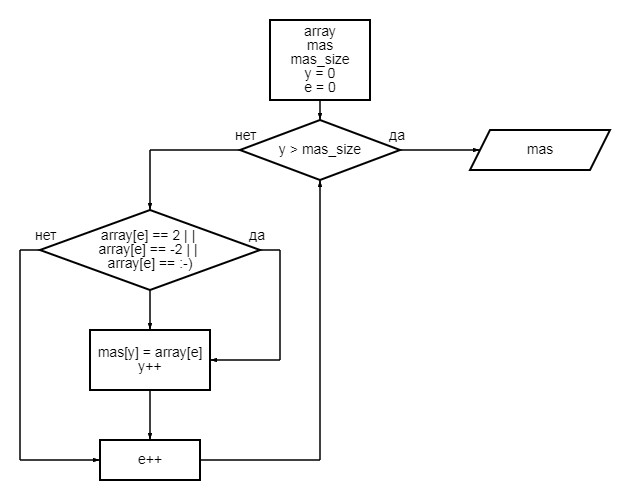 array
mas
mas_size
y = 0
e = 0
нет
да
y > mas_size
mas
нет
да
array[e] == 2 | |
array[e] == -2 | |
array[e] == :-)
mas[y] = array[e]
y++
e++